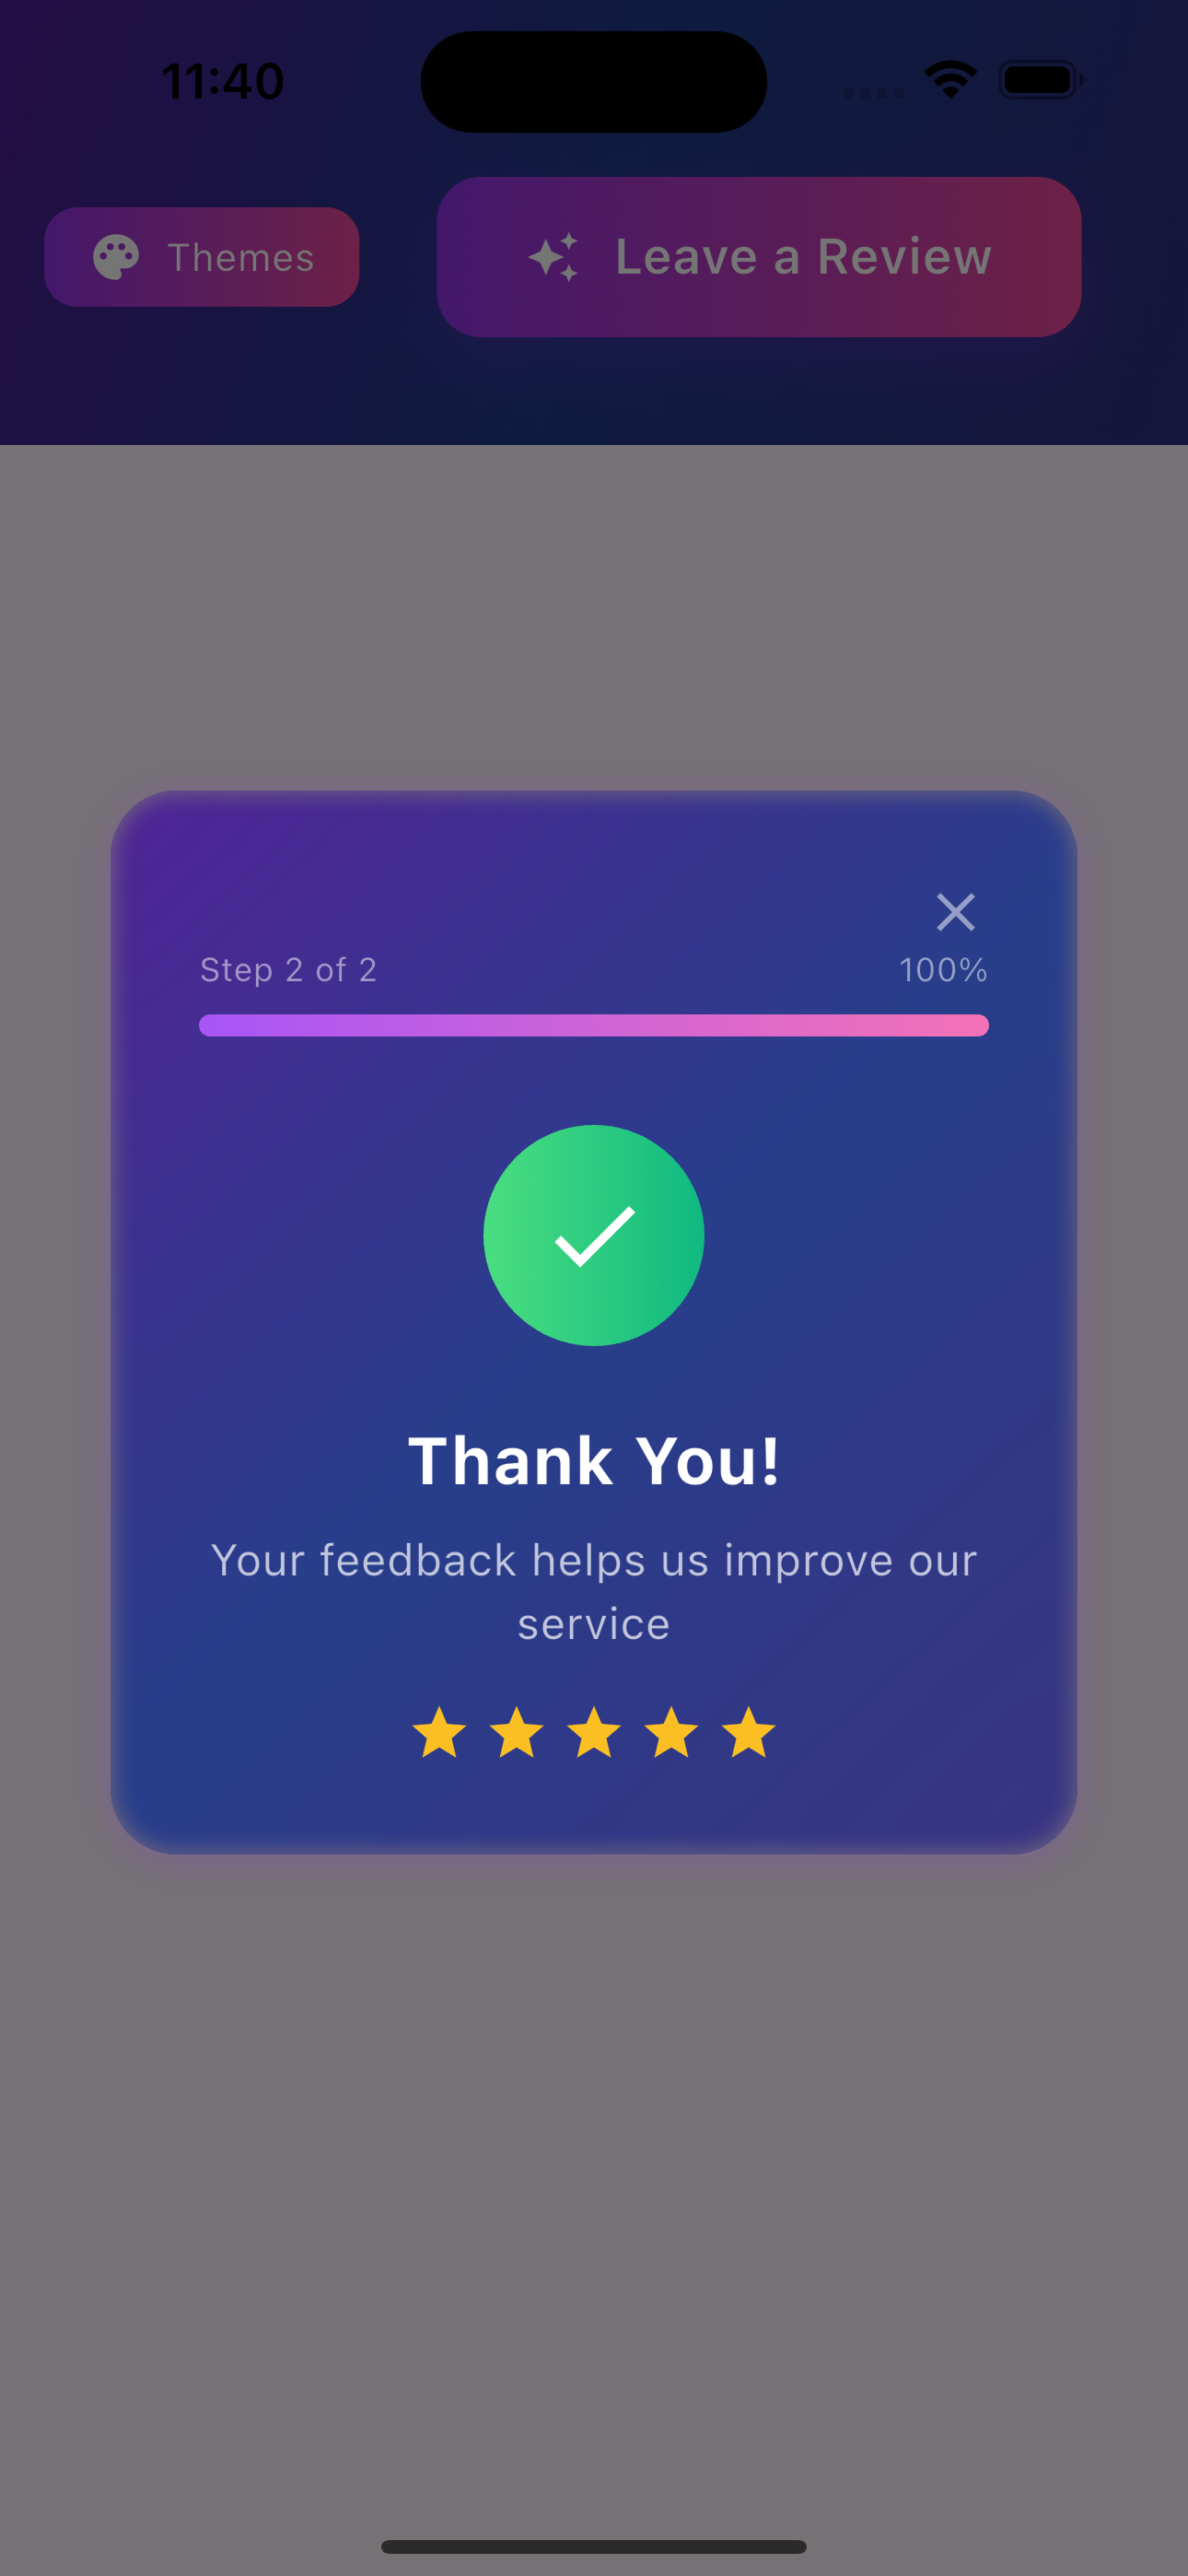 11:40
Themes
Leave a Review
Step 2 of 2
100%
Thank You!
Your feedback helps us improve our
service